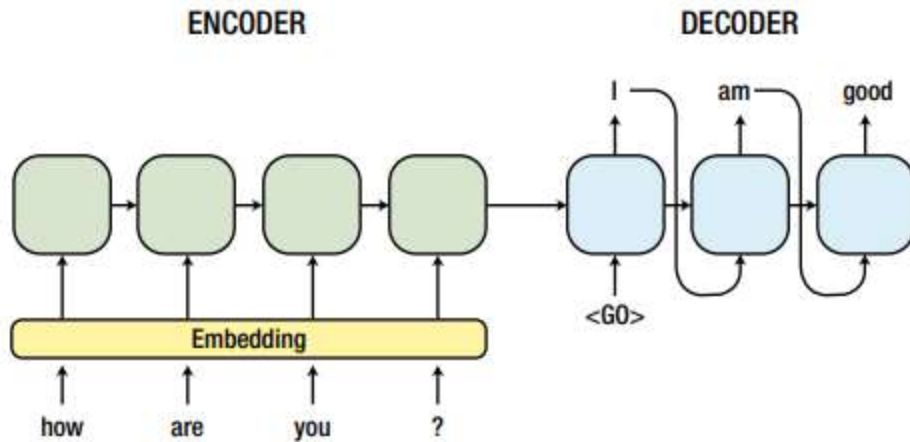 ENCODER
DECODER
I am good
<GO>
Embedding
how are you ?